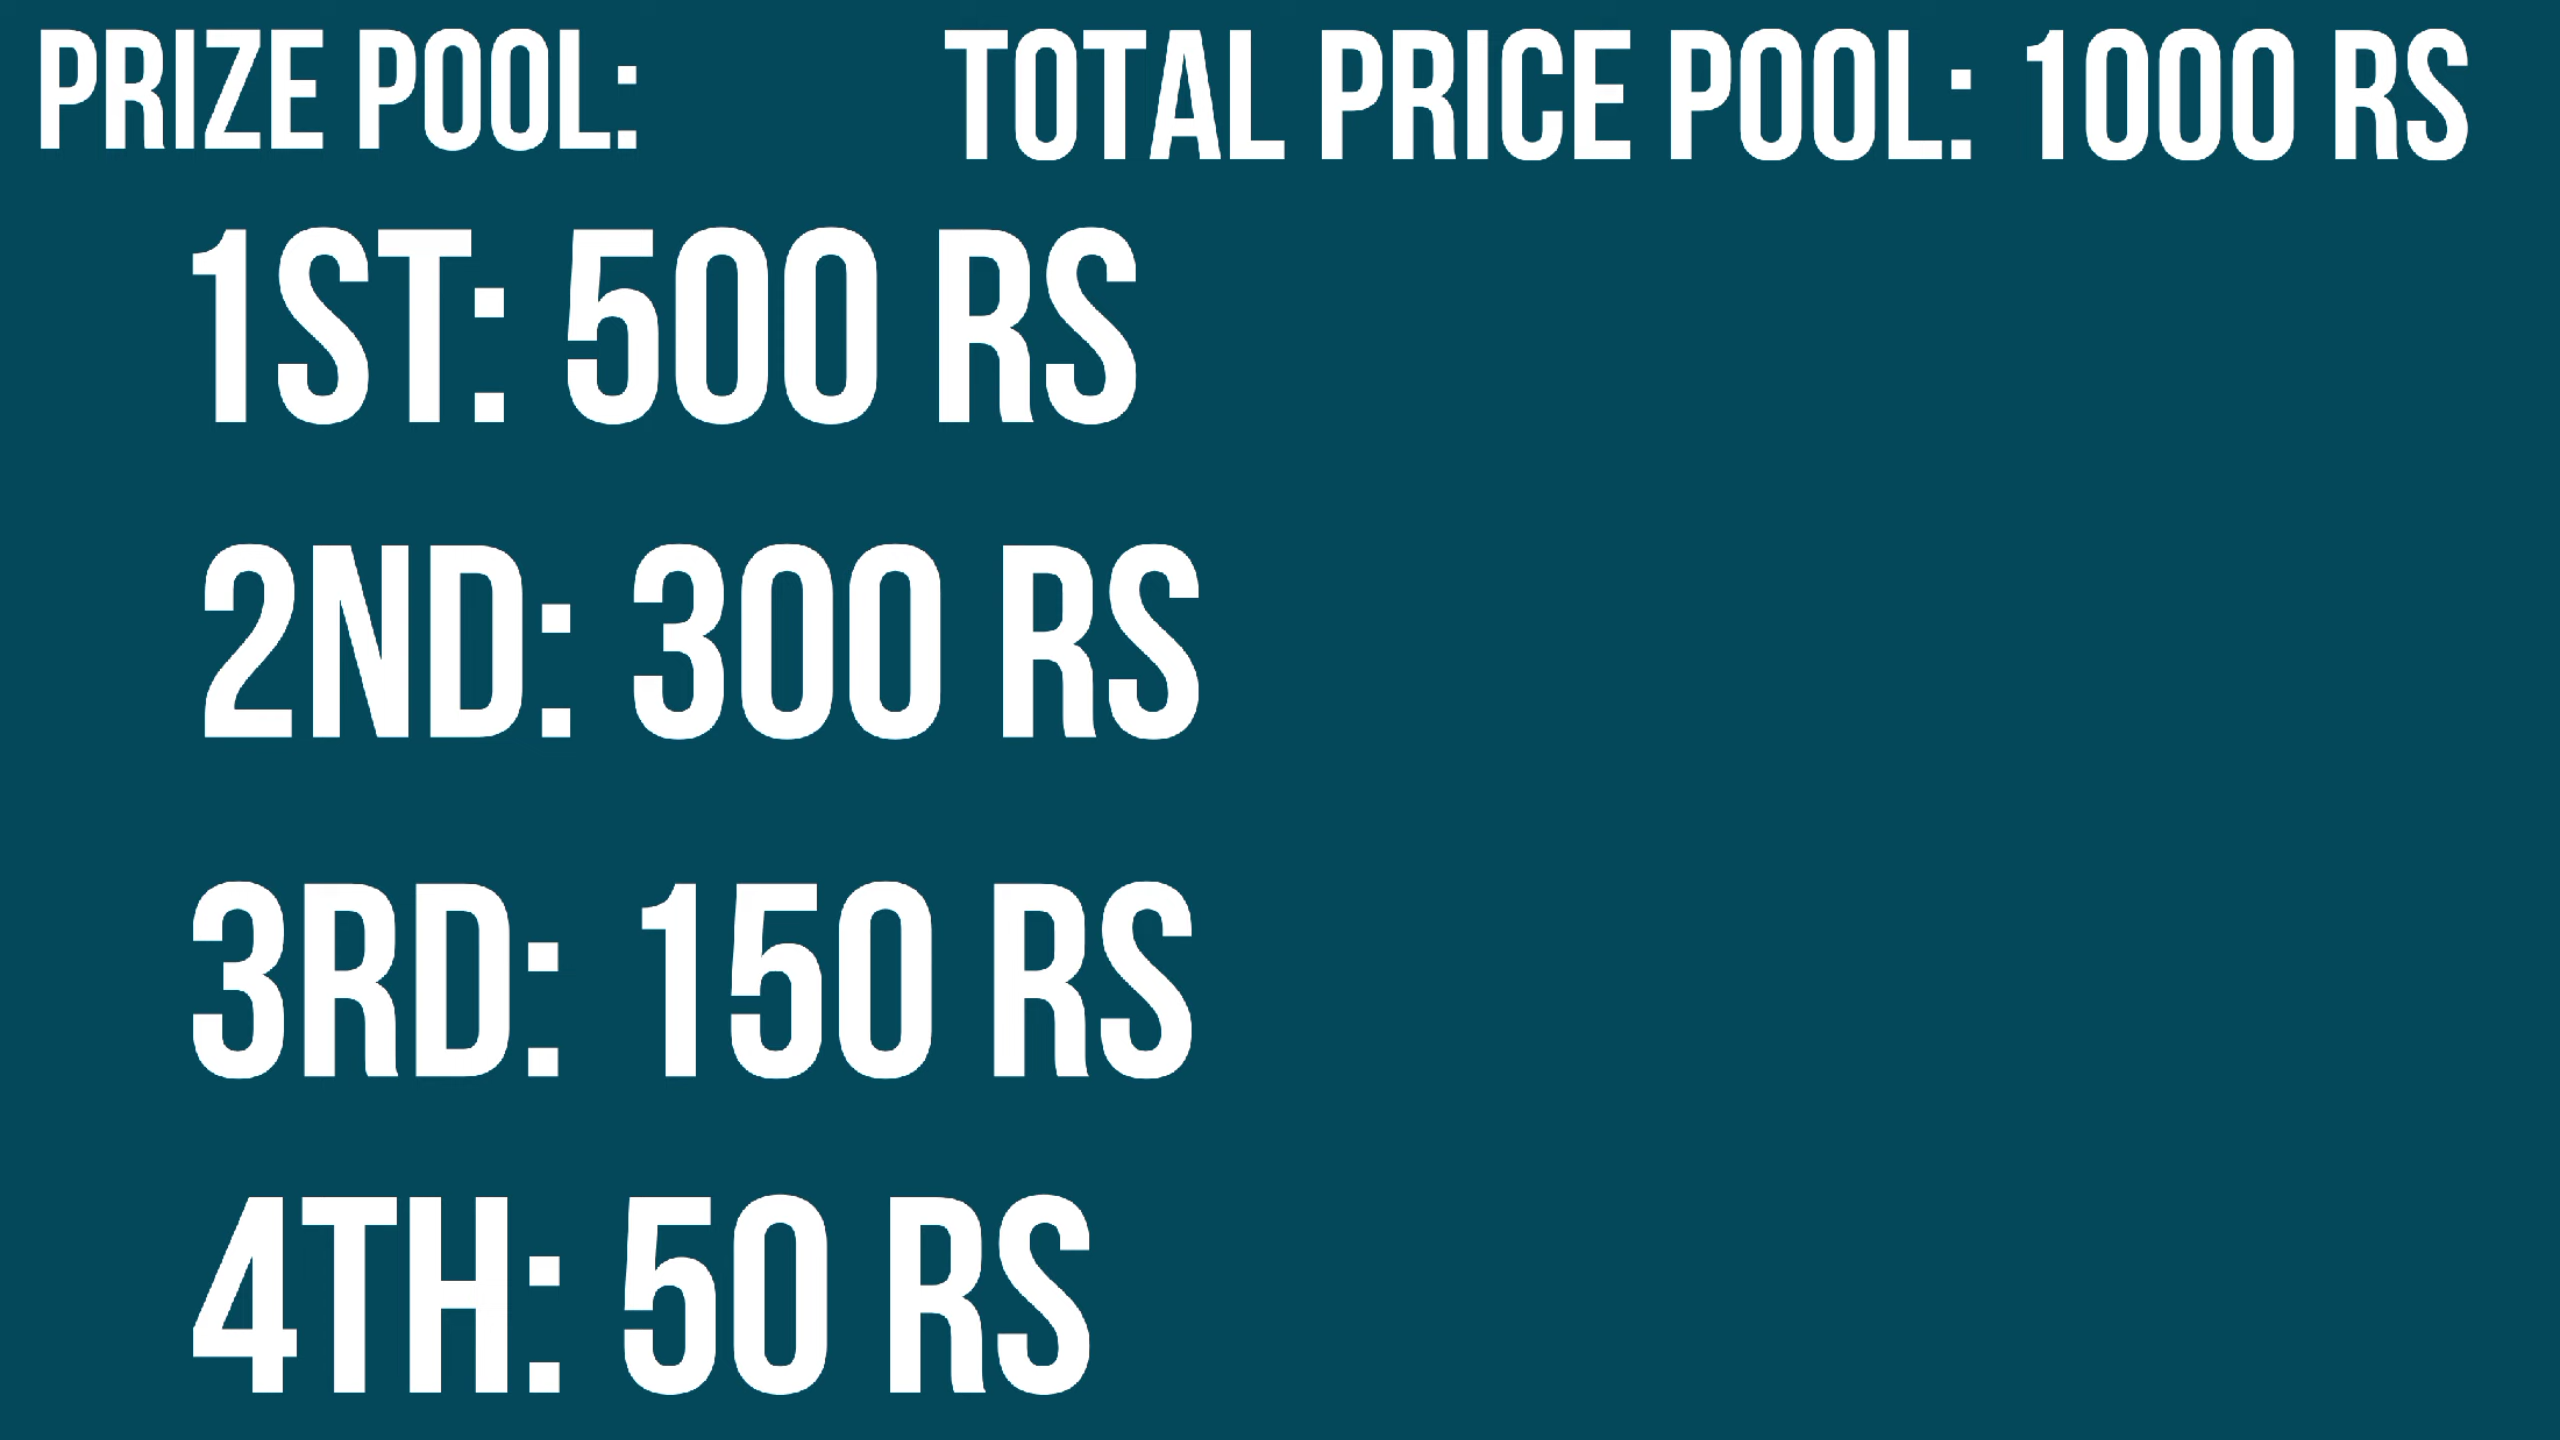 PRIZE POOL:
TOTAL PRICE POOL: 1000 RS
1ST: 500 RS
2ND: 300 RS
3RD: 150 RS
4TH: 50 RS